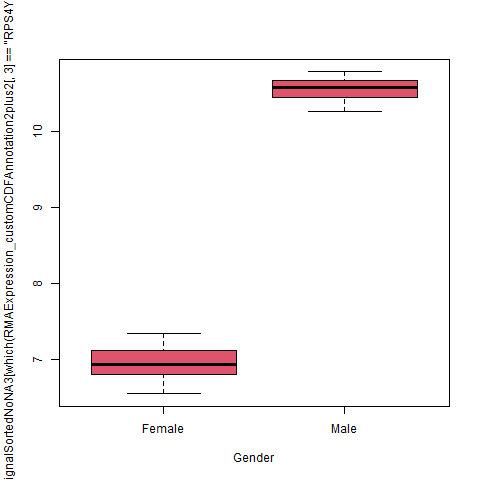 ignalSortedNoNA3[which(RMAExpression_customCDFAnnotation2plus2[, 3] == "RPS4Y
10
9
8
7
Female
Male
Gender